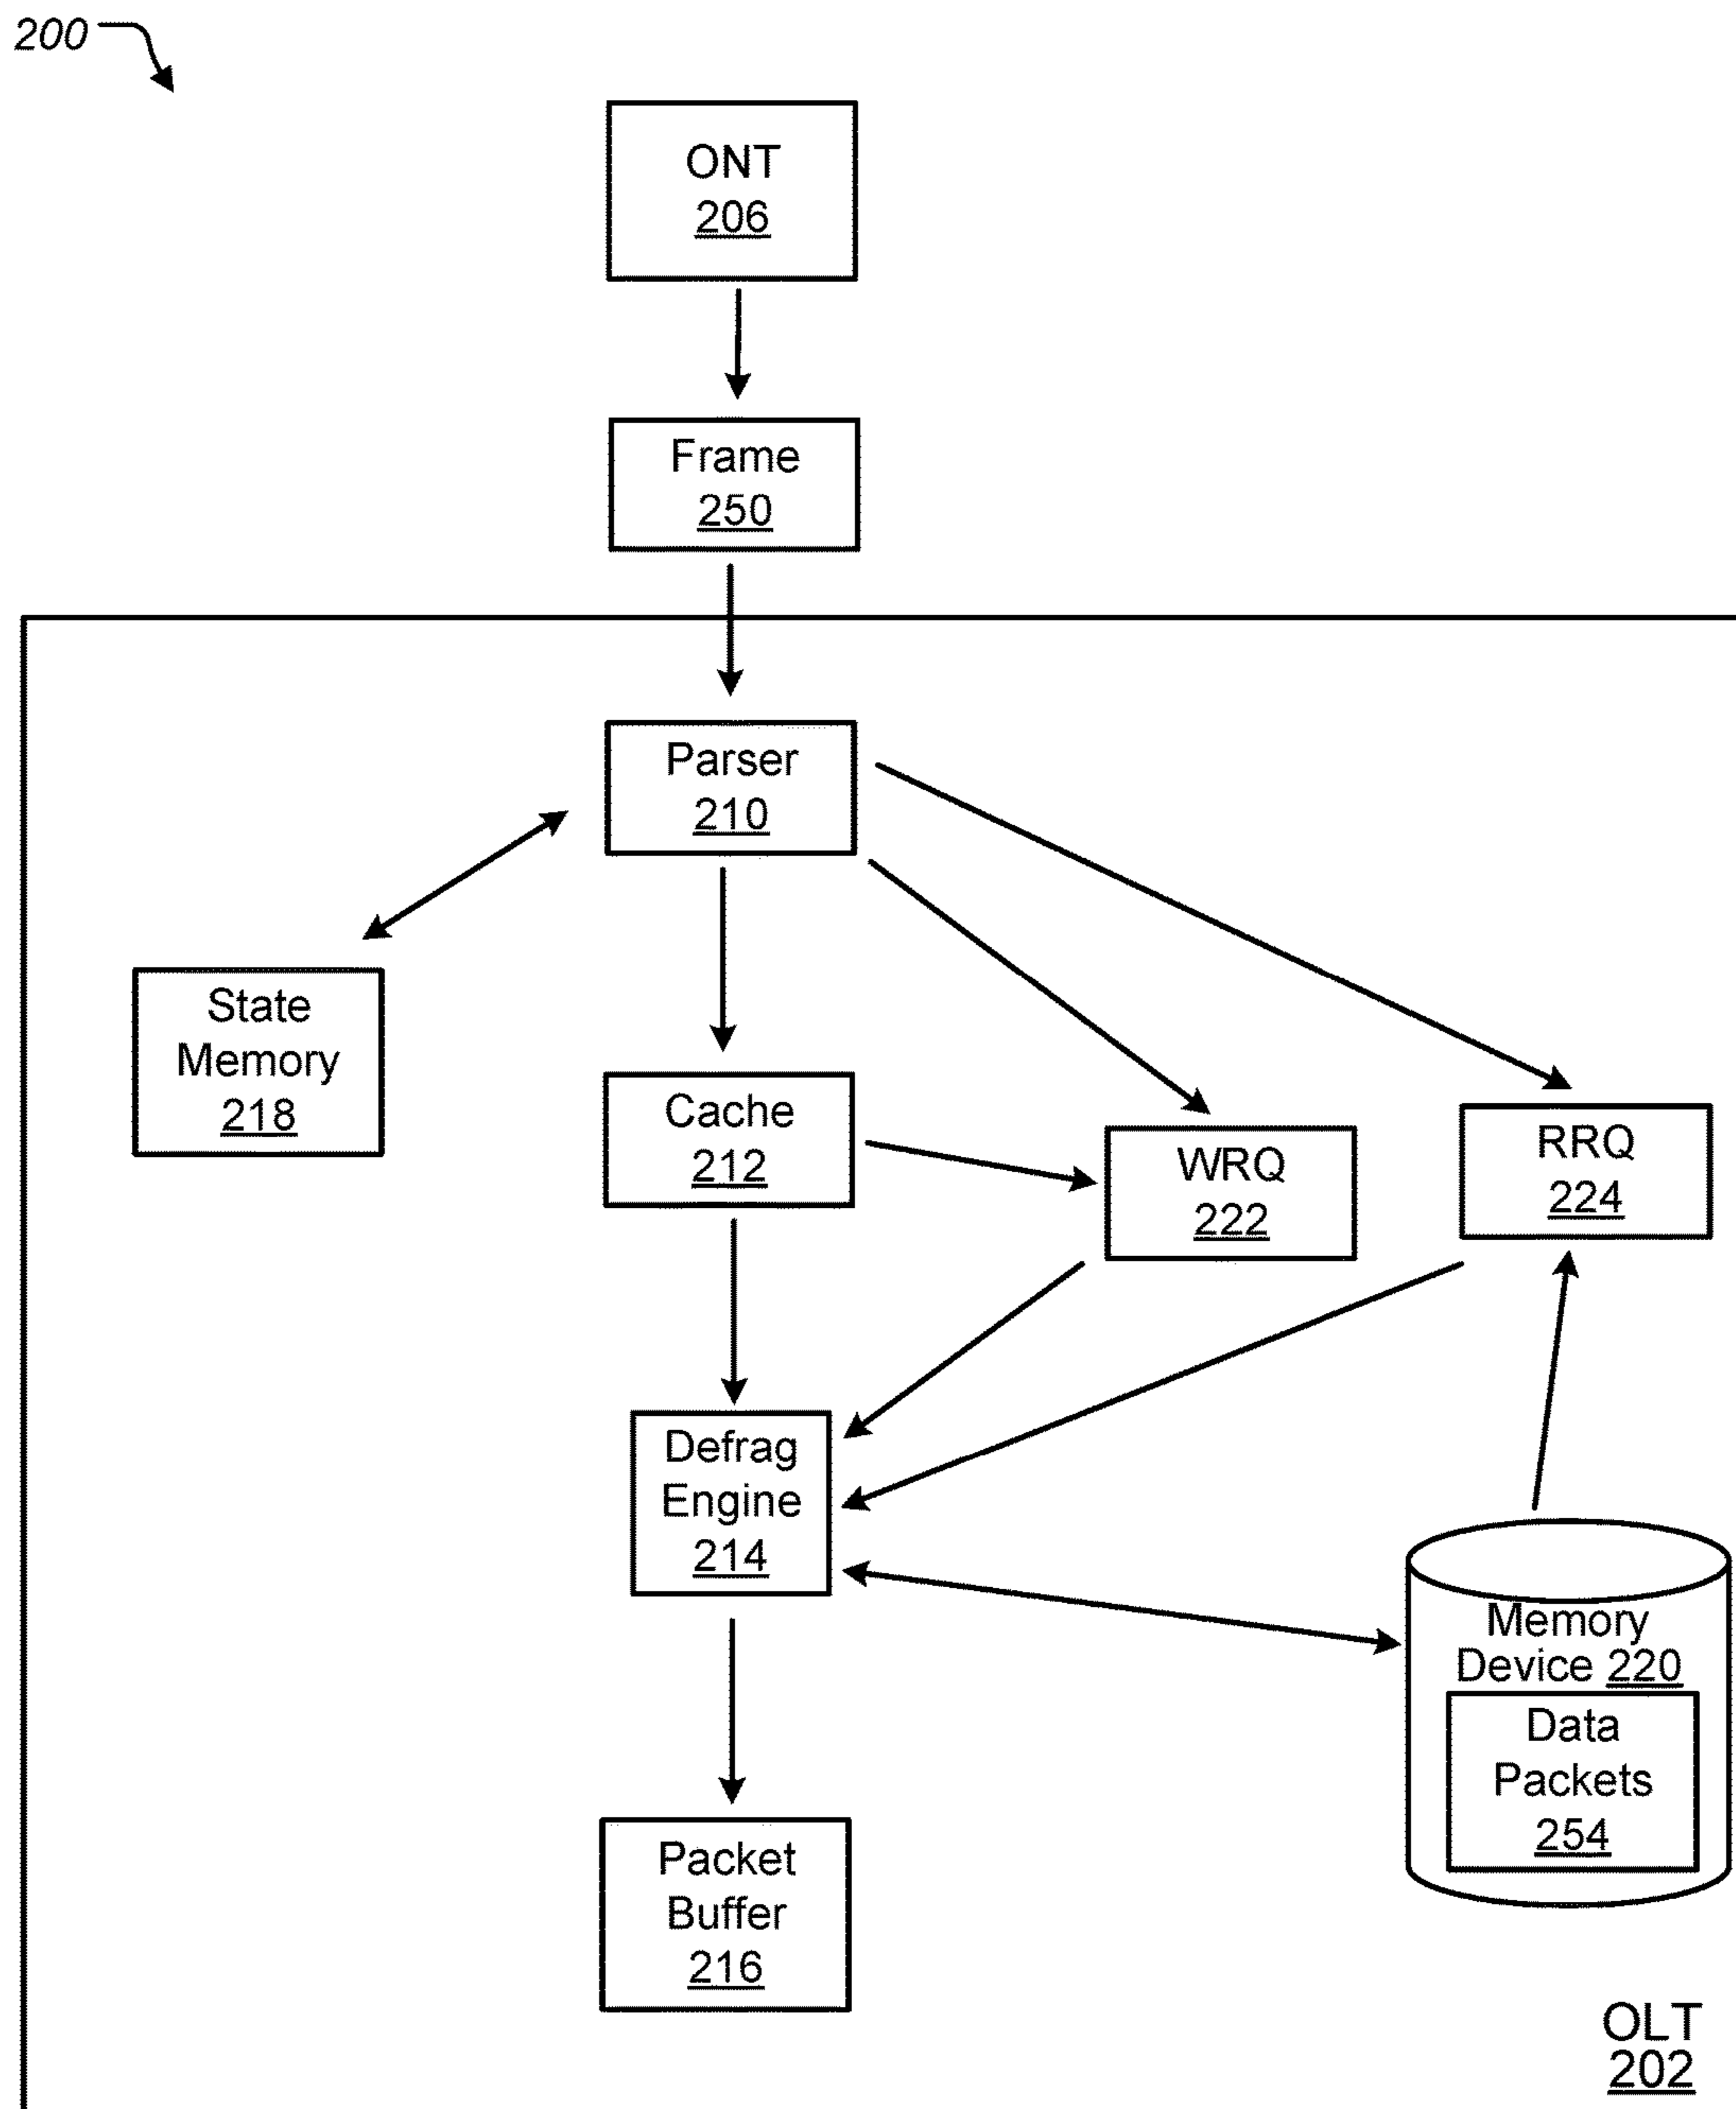 200
ONT
206
Frame
250
Parser
210
State
Memory
218
Cache
212
WRQ
222
RRQ
224
Defrag
Engine
214
Memory
Device 220
Data
Packets
254
Packet
Buffer
216
OLT
202